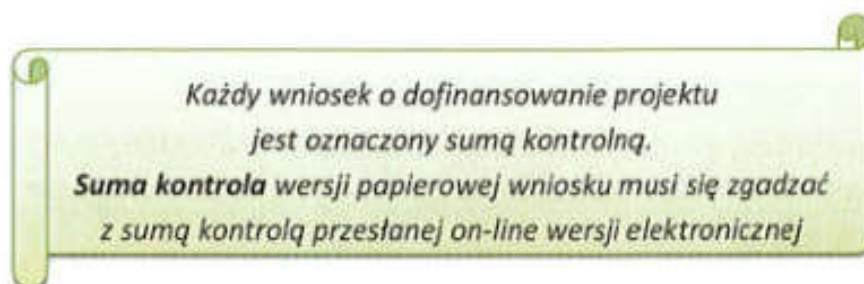 Każdy wniosek o dofinansowanie projektu
jest oznaczony sumą kontrolną.
Suma kontrola wersji papierowej wniosku musi się zgadzać
z sumą kontrolą przesłanej on-line wersji elektronicznej